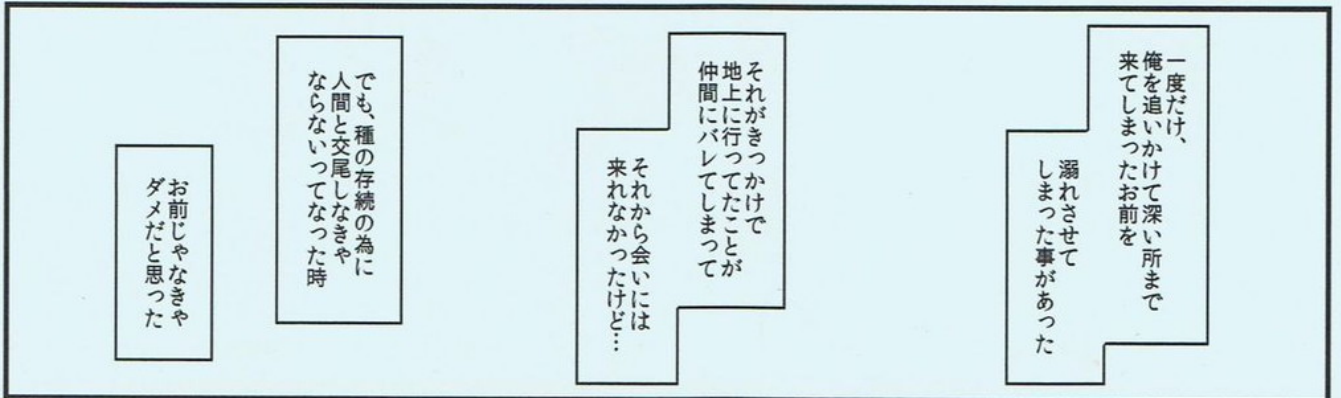 一度だけ、
俺を追いかけて深い所まで
来てしまったお前を
溺れさせて
しまった事があった
それがきっかけで
地上に行ってたことが
仲間にバレてしまって
それから会いには
来れなかったけど…
でも、種の存続の為に
人間と交尾しなきゃ
ならないってなった時
お前じゃなきゃ
ダメだと思った